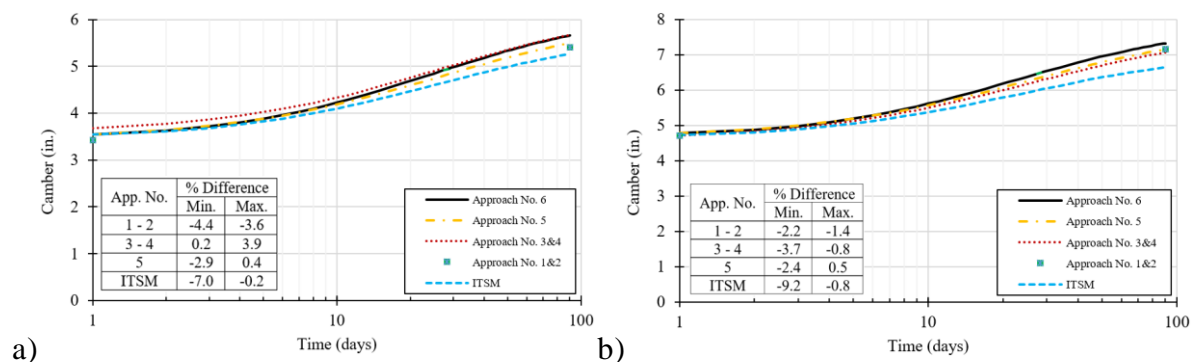 6
5
4
3
2
1
0
Camber (in.)
App. No. % Difference
Min. Max.
1 - 2 -4.4 -3.6
3 - 4 0.2 3.9
5 -2.9 0.4
ITSM -7.0 -0.2
Approach No. 6
Approach No. 5
Approach No. 3&4
Approach No. 1&2
ITSM
1 10 100
Time (days)
a)
8
7
6
5
4
3
2
1
0
Camber (in.)
App. No. % Difference
Min. Max.
1 - 2 -2.2 -1.4
3 - 4 -3.7 -0.8
5 -2.4 0.5
ITSM -9.2 -0.8
Approach No. 6
Approach No. 5
Approach No. 3&4
Approach No. 1&2
ITSM
1 10 100
Time (days)
b)